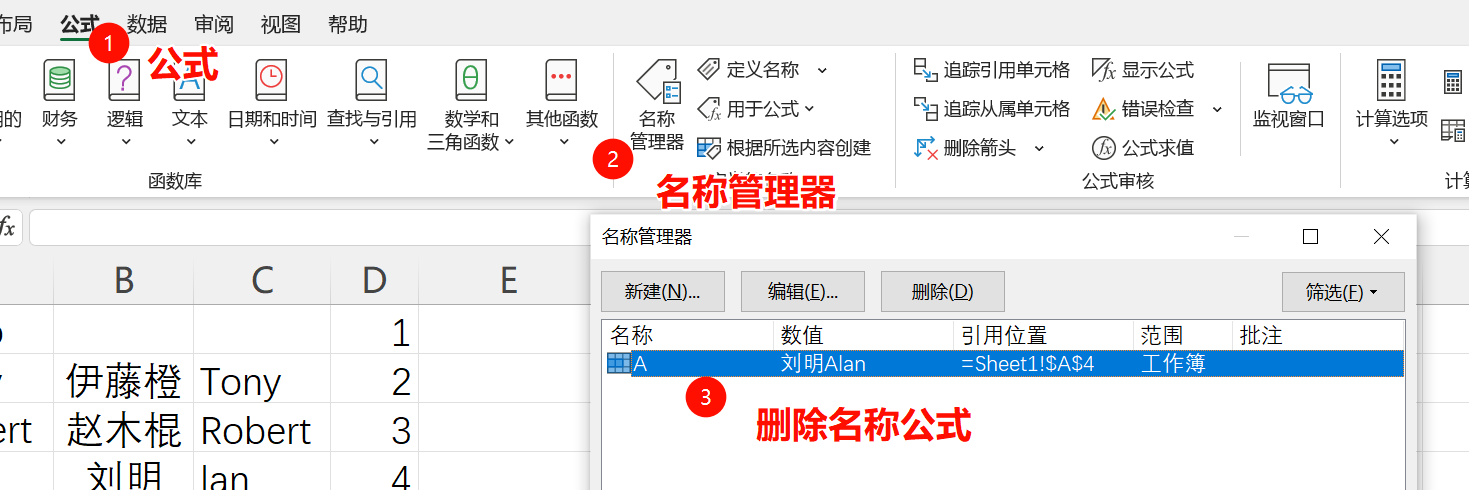 布局 公式 数据 审阅 视图 帮助
1 公式
财务 逻辑 文本 日期和时间 查找与引用 数学和三角函数 其他函数
函数库
名称管理器
定义名称
用于公式
根据所选内容创建
2 名称管理器
追踪引用单元格 显示公式
追踪从属单元格 错误检查
删除箭头 公式求值
公式审核
监视窗口
计算选项
fx
名称管理器
新建(N)... 编辑(E)... 删除(D) 筛选(F)
名称 数值 引用位置 范围 批注
A 刘明Alan =Sheet1!$A$4 工作簿
3 删除名称公式
B C D E
1
伊藤橙 Tony 2
赵木棍 Robert 3
刘明 lan 4